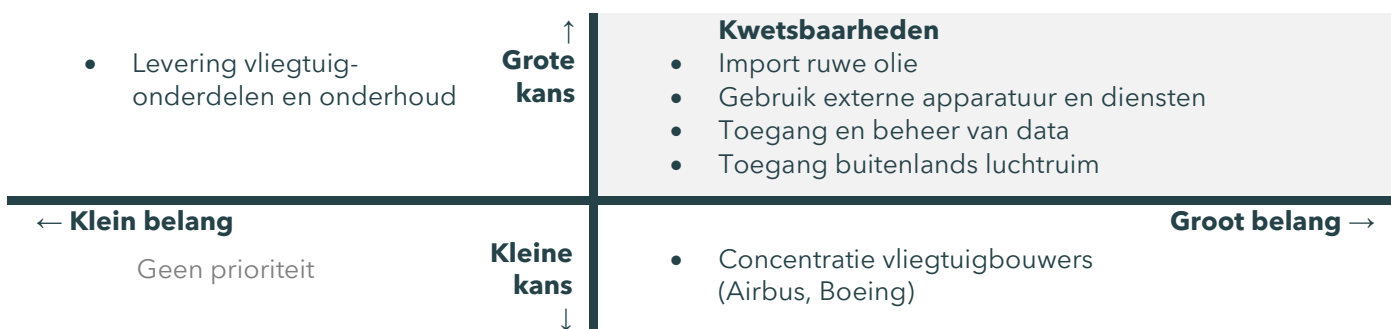 • Levering vliegtuig-
onderdelen en onderhoud
↑
Grote
kans
Kwetsbaarheden
• Import ruwe olie
• Gebruik externe apparatuur en diensten
• Toegang en beheer van data
• Toegang buitenlands luchtruim
← Klein belang
Geen prioriteit
Kleine
kans
↓
Groot belang →
• Concentratie vliegtuigbouwers
(Airbus, Boeing)